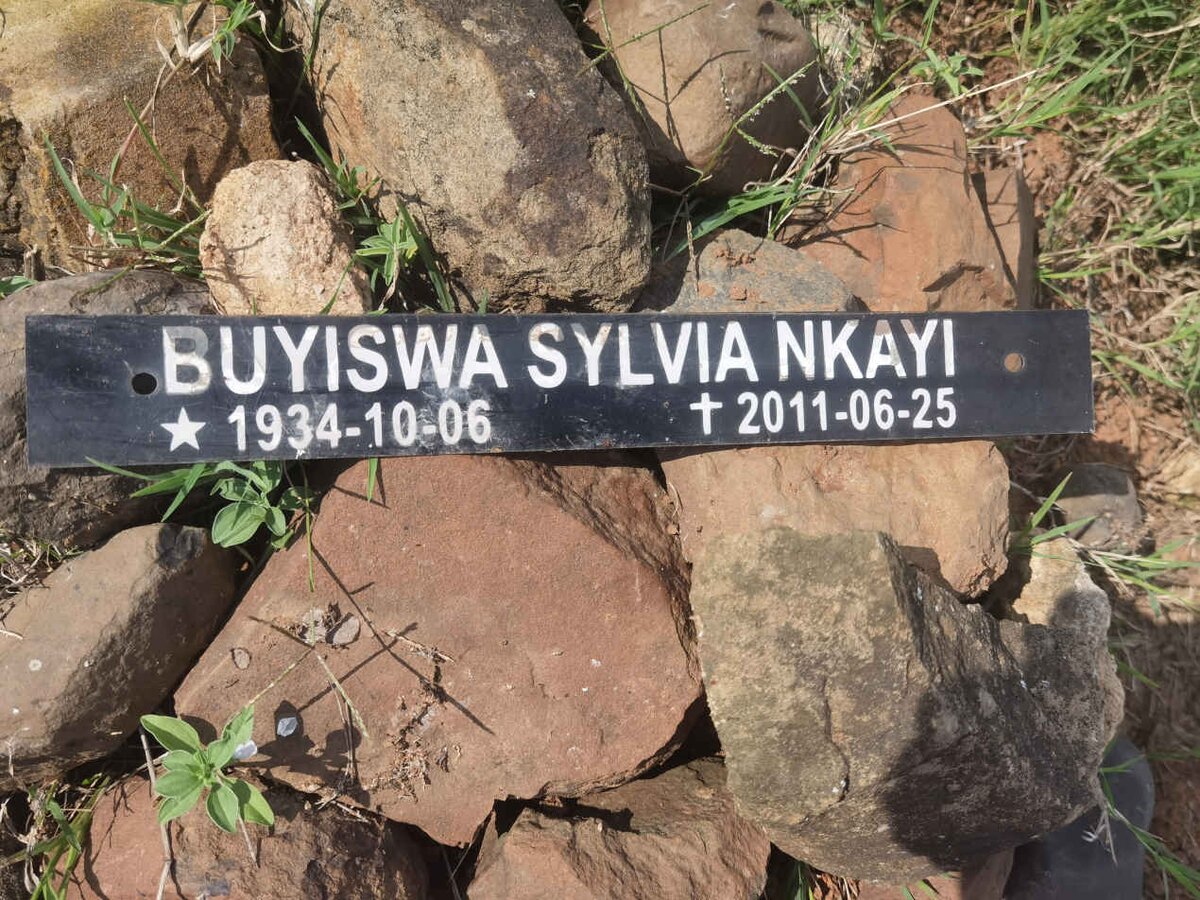 BUYISWA SYLVIA NKAYI
★ 1934-10-06 ✝ 2011-06-25